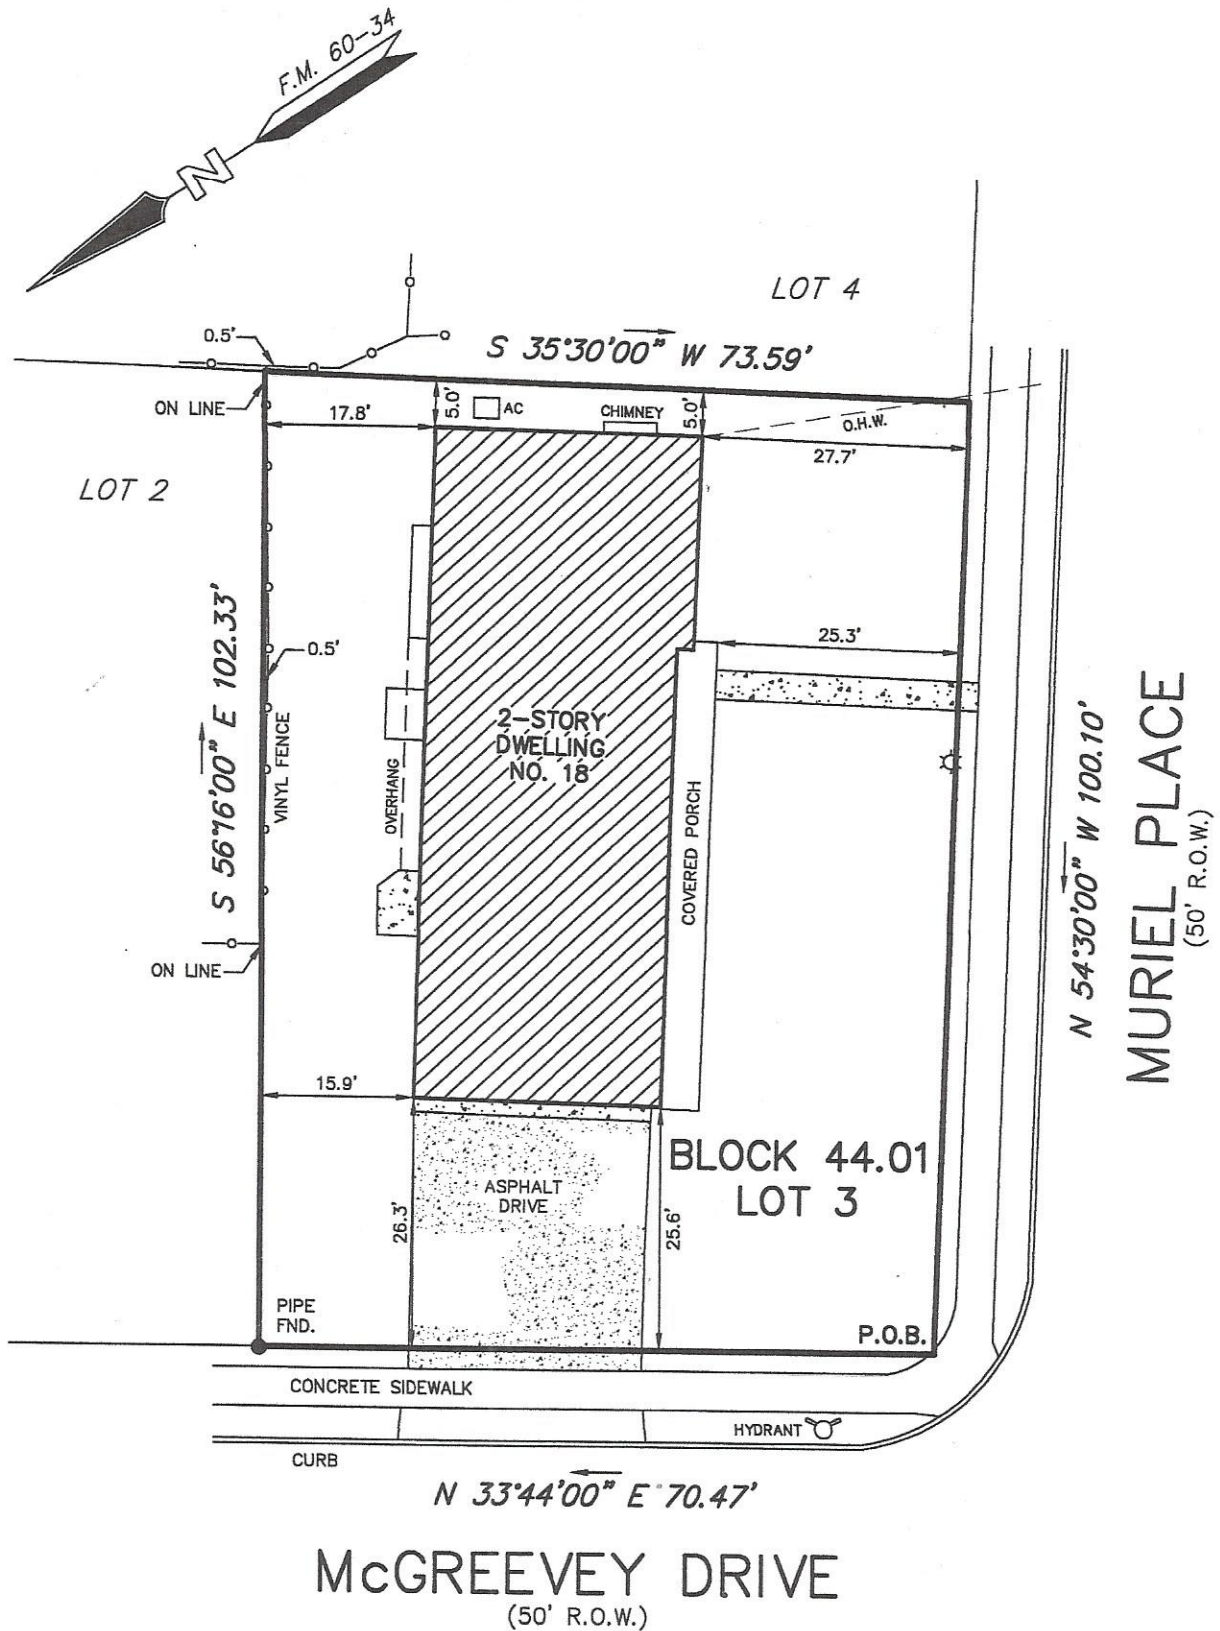 F.M. 60-34
N
LOT 4
0.5'
S 35°30'00" W 73.59'
ON LINE
17.8'
5.0'
AC
CHIMNEY
5.0'
O.H.W.
27.7'
LOT 2
S 56°16'00" E 102.33'
0.5'
VINYL FENCE
25.3'
2-STORY
DWELLING
NO. 18
OVERHANG
COVERED PORCH
N 54°30'00" W 100.10'
MURIEL PLACE
(50' R.O.W.)
ON LINE
15.9'
BLOCK 44.01
LOT 3
ASPHALT
DRIVE
26.3'
25.6'
PIPE
FND.
P.O.B.
CONCRETE SIDEWALK
HYDRANT
CURB
N 33°44'00" E 70.47'
McGREEVEY DRIVE
(50' R.O.W.)